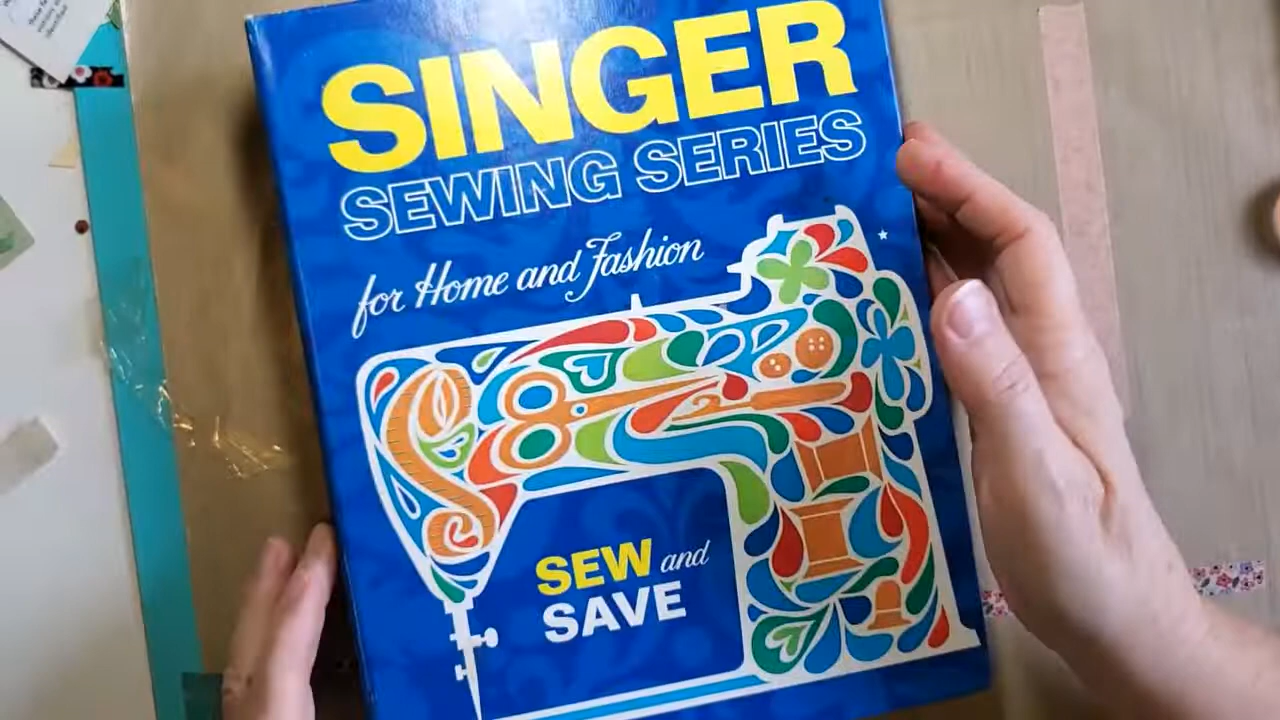 SINGER
SEWING SERIES
for Home and Fashion
SEW and
SAVE